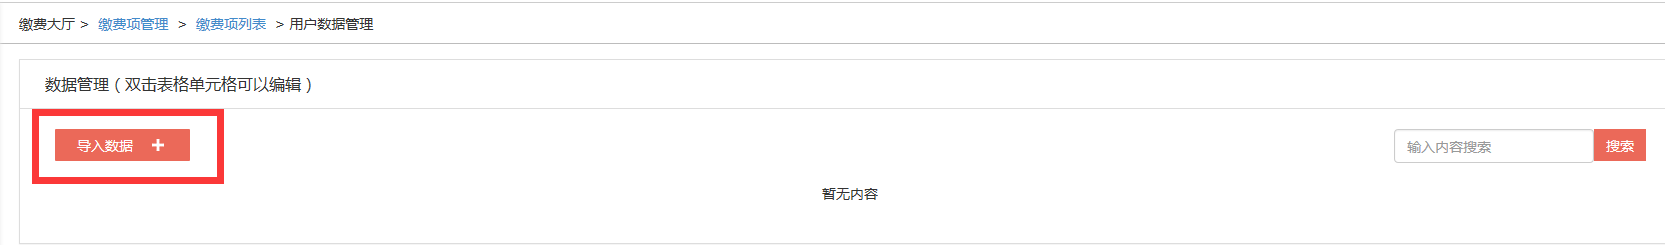 缴费大厅 > 缴费项管理 > 缴费项列表 > 用户数据管理
数据管理（双击表格单元格可以编辑）
导入数据 +
输入内容搜索 搜索
暂无内容